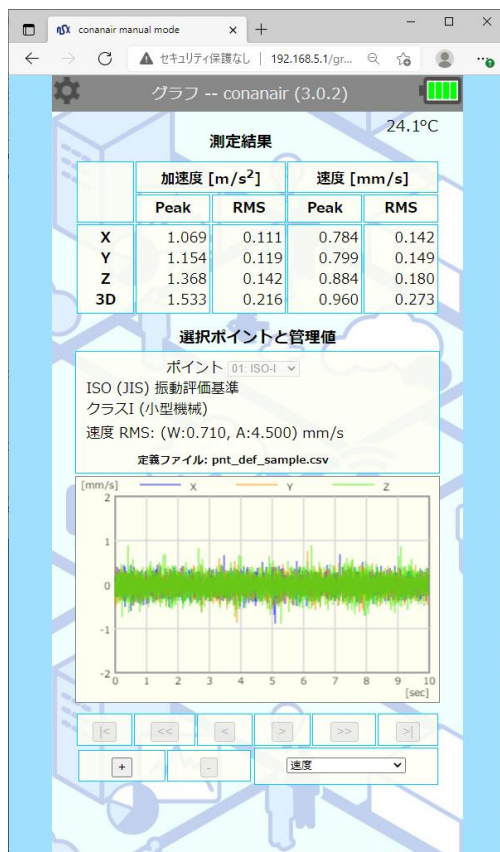 conanair manual mode
セキュリティ保護なし | 192.168.5.1/gr...
グラフ -- conanair (3.0.2)
24.1°C
測定結果
加速度 [m/s²] 速度 [mm/s]
Peak RMS Peak RMS
X 1.069 0.111 0.784 0.142
Y 1.154 0.119 0.799 0.149
Z 1.368 0.142 0.884 0.180
3D 1.533 0.216 0.960 0.273
選択ポイントと管理値
ポイント 01: ISO-I
ISO (JIS) 振動評価基準
クラスI (小型機械)
速度 RMS: (W:0.710, A:4.500) mm/s
定義ファイル: pnt_def_sample.csv
[mm/s] X Y Z
2
1
0
-1
-2
0 1 2 3 4 5 6 7 8 9 10
[sec]
|< << < > >> >|
+ - 速度